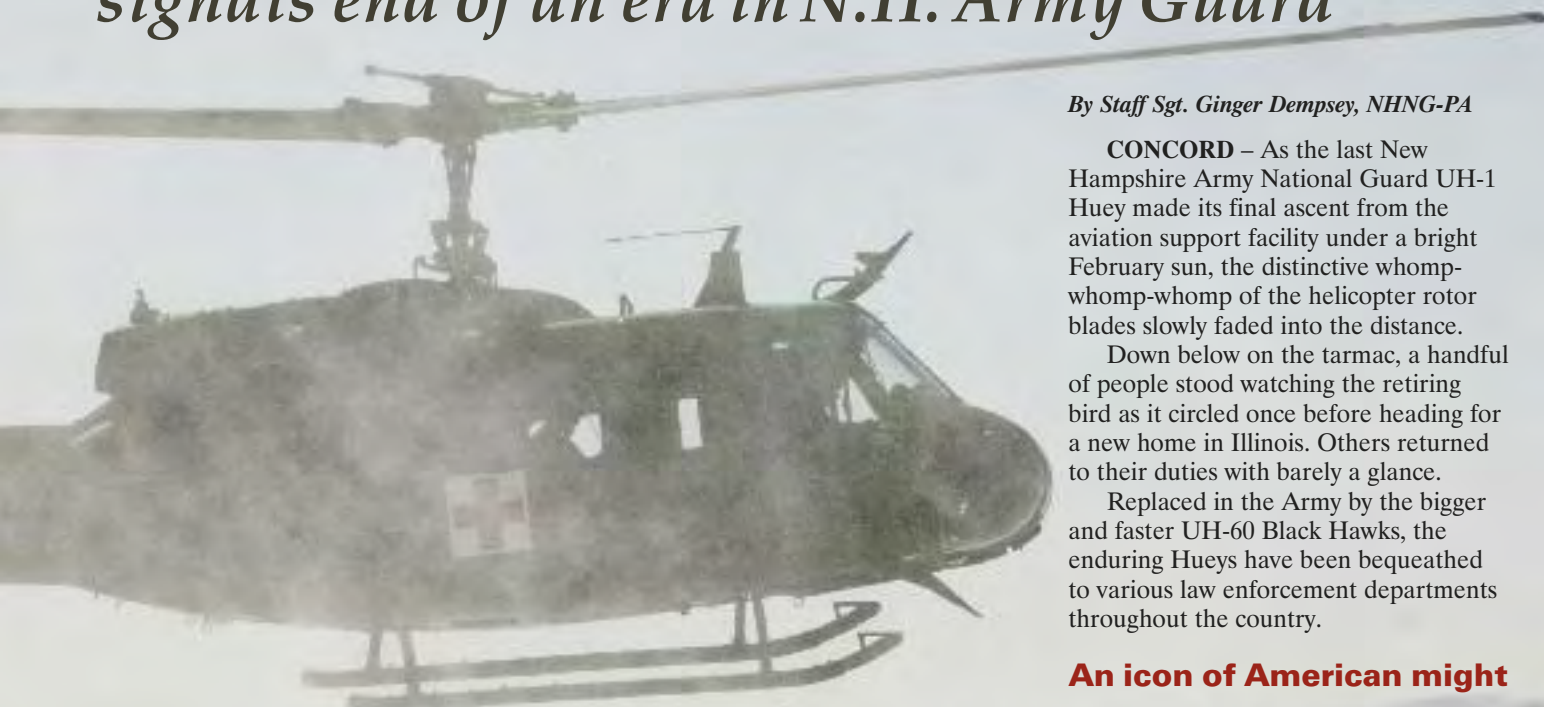 signals end of an era in N.H. Army Guard
By Staff Sgt. Ginger Dempsey, NHNG-PA
CONCORD – As the last New
Hampshire Army National Guard UH-1
Huey made its final ascent from the
aviation support facility under a bright
February sun, the distinctive whomp-
whomp-whomp of the helicopter rotor
blades slowly faded into the distance.
Down below on the tarmac, a handful
of people stood watching the retiring
bird as it circled once before heading for
a new home in Illinois. Others returned
to their duties with barely a glance.
Replaced in the Army by the bigger
and faster UH-60 Black Hawks, the
enduring Hueys have been bequeathed
to various law enforcement departments
throughout the country.
An icon of American might